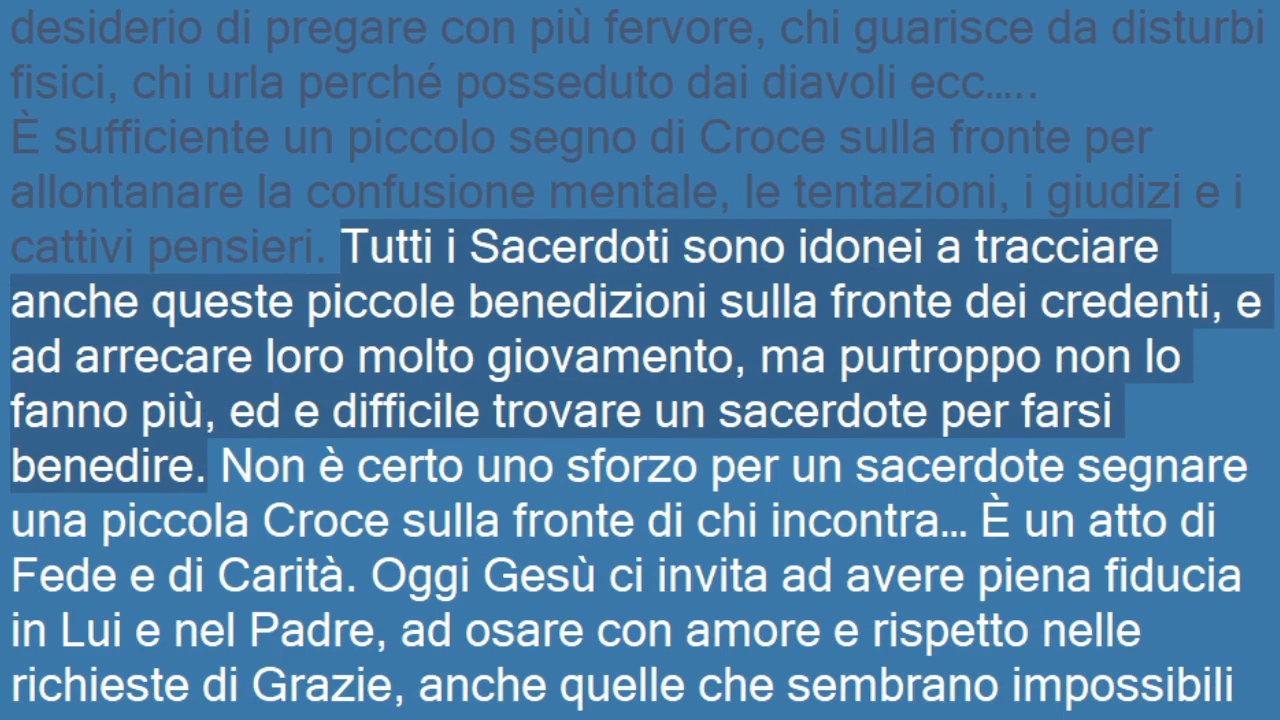 desiderio di pregare con più fervore, chi guarisce da disturbi
fisici, chi urla perché posseduto dai diavoli ecc.....
È sufficiente un piccolo segno di Croce sulla fronte per
allontanare la confusione mentale, le tentazioni, i giudizi e i
cattivi pensieri. Tutti i Sacerdoti sono idonei a tracciare
anche queste piccole benedizioni sulla fronte dei credenti, e
ad arrecare loro molto giovamento, ma purtroppo non lo
fanno più, ed e difficile trovare un sacerdote per farsi
benedire. Non è certo uno sforzo per un sacerdote segnare
una piccola Croce sulla fronte di chi incontra... È un atto di
Fede e di Carità. Oggi Gesù ci invita ad avere piena fiducia
in Lui e nel Padre, ad osare con amore e rispetto nelle
richieste di Grazie, anche quelle che sembrano impossibili